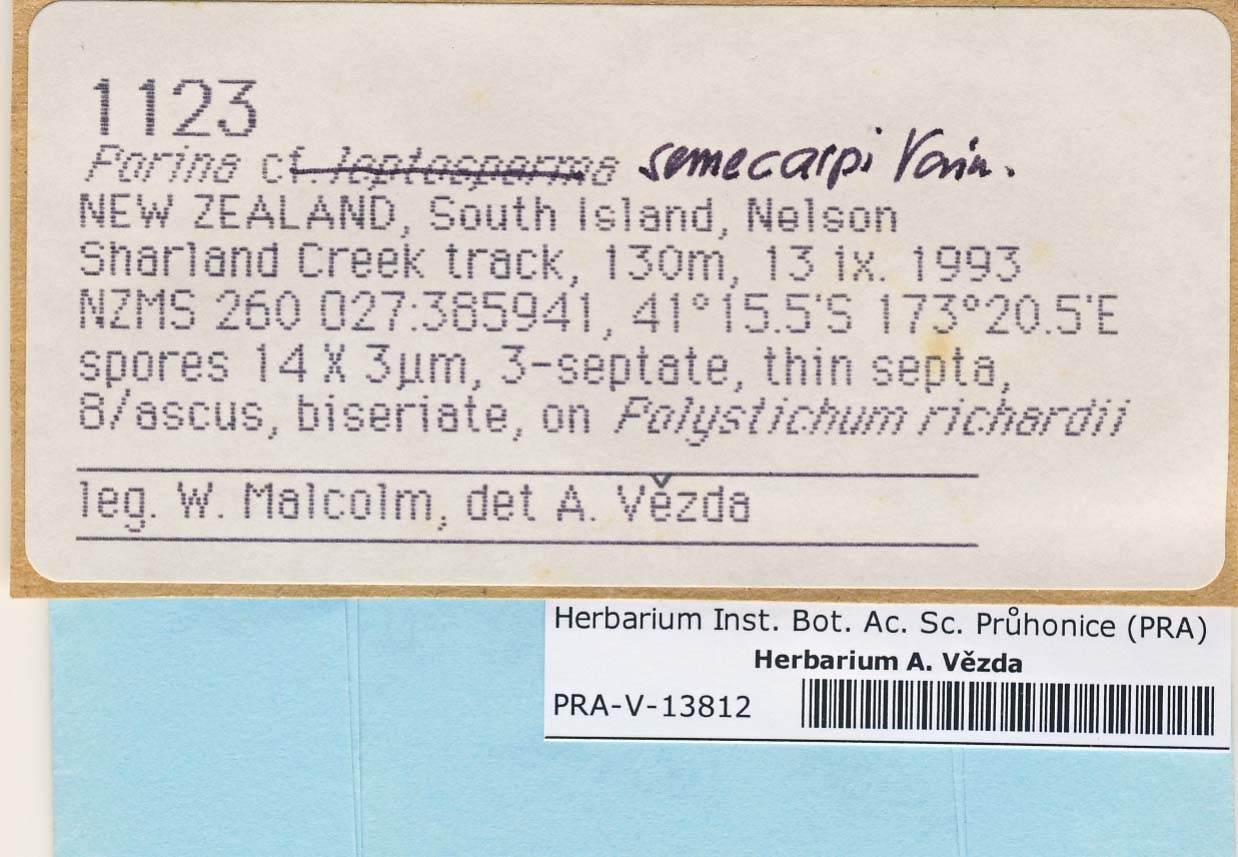 1123
Porina cf. leptosperma semecarpi Vain.
NEW ZEALAND, South Island, Nelson
Sharland Creek track, 130m, 13 ix. 1993
NZMS 260 027:385941, 41°15.5'S 173°20.5'E
spores 14 X 3µm, 3-septate, thin septa,
8/ascus, biseriate, on Polystichum richardii
leg. W. Malcolm, det A. Vězda
Herbarium Inst. Bot. Ac. Sc. Průhonice (PRA)
Herbarium A. Vězda
PRA-V-13812